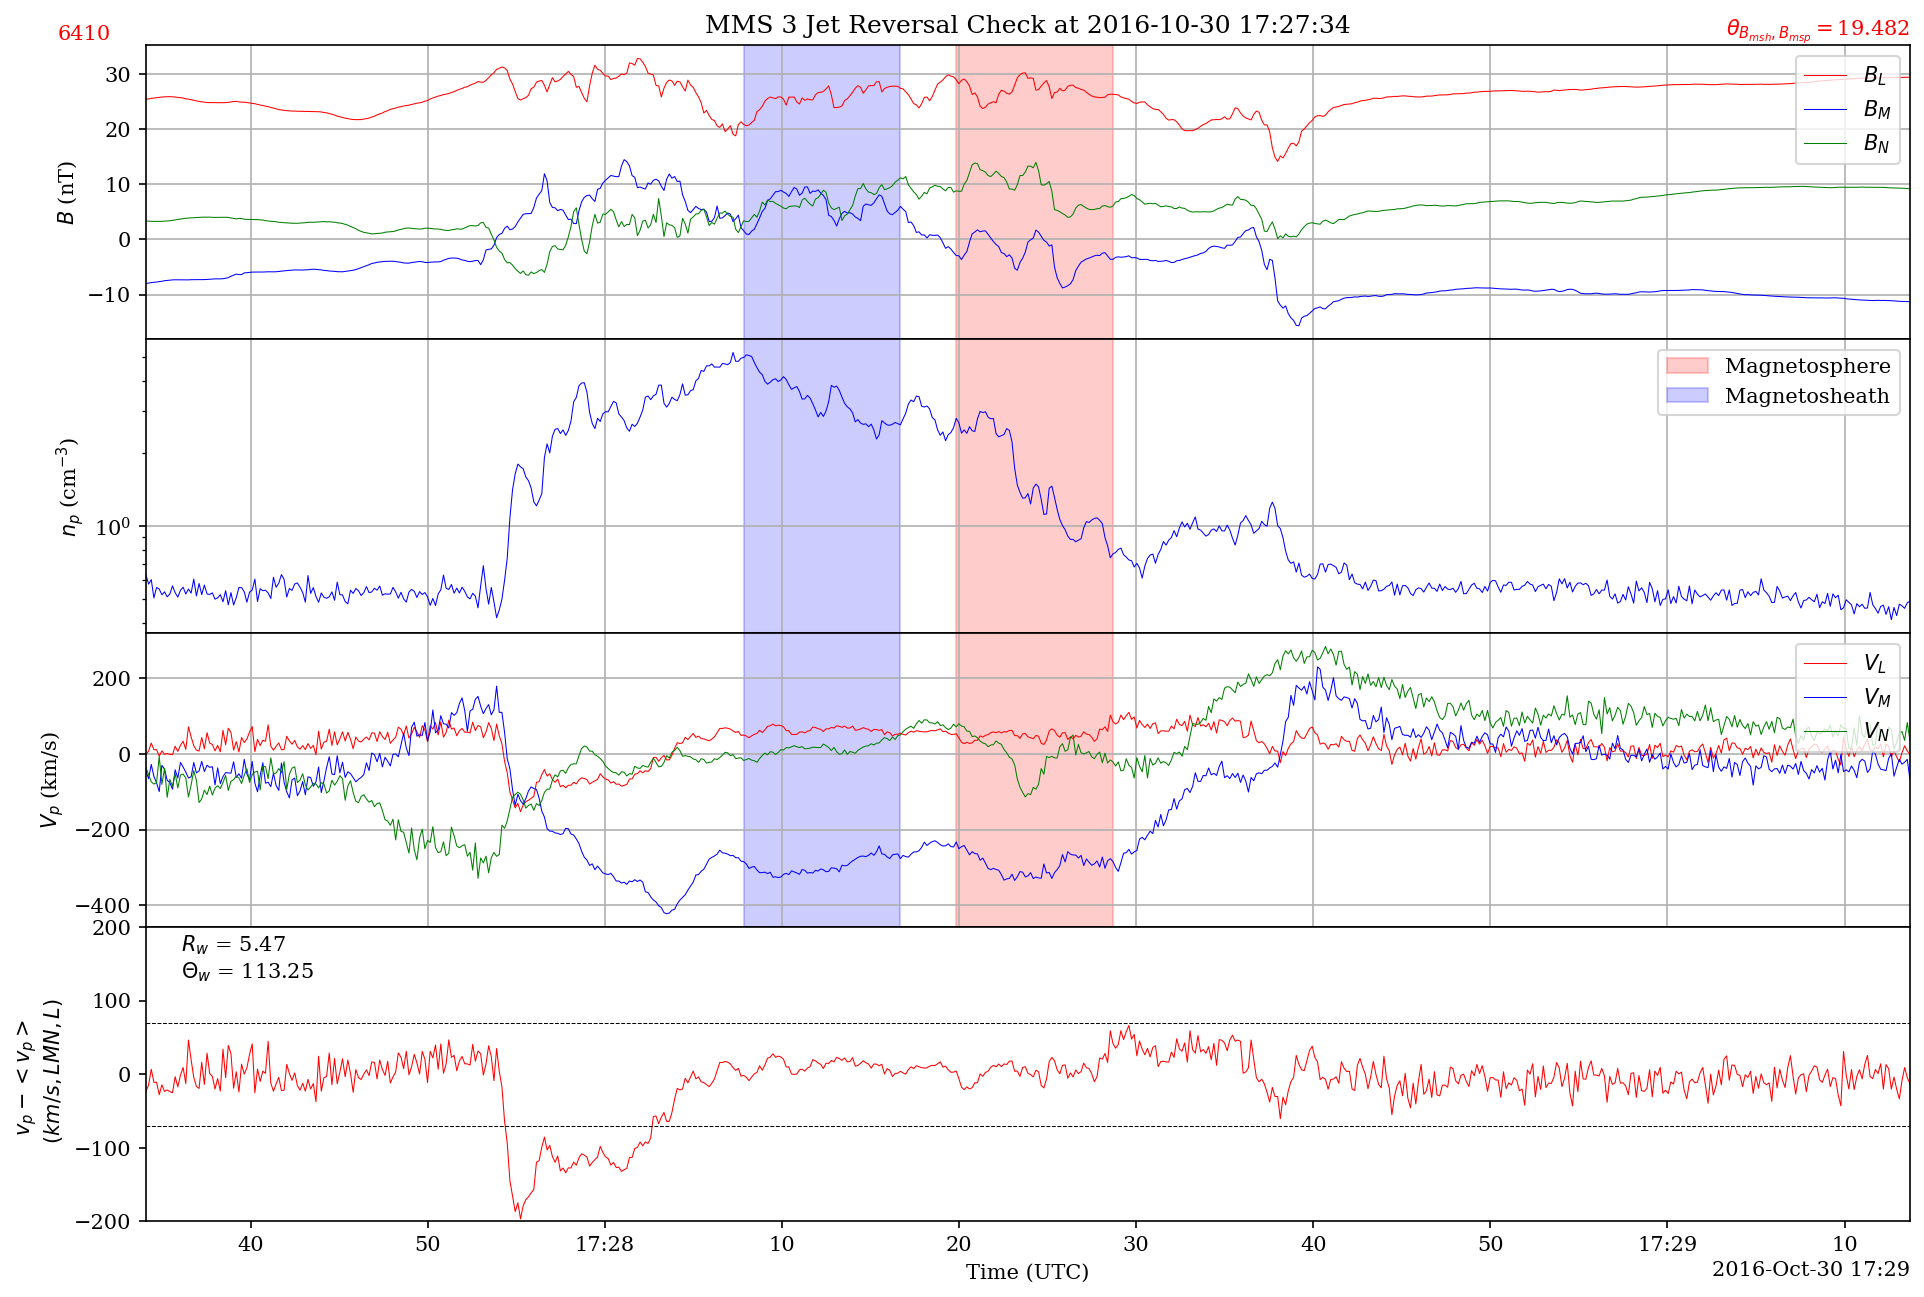 6410
MMS 3 Jet Reversal Check at 2016-10-30 17:27:34
θ_{B_{msh}, B_{msp}} = 19.482
30
20
10
0
−10
B (nT)
B_L
B_M
B_N
10^0
n_p (cm^{−3})
Magnetosphere
Magnetosheath
200
0
−200
−400
V_p (km/s)
V_L
V_M
V_N
200
100
0
−100
−200
v_p − < v_p >
(km/s, LMN, L)
R_w = 5.47
Θ_w = 113.25
40 50 17:28 10 20 30 40 50 17:29 10
Time (UTC)
2016-Oct-30 17:29